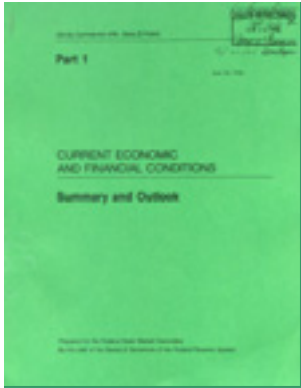 Part 1
CURRENT ECONOMIC
AND FINANCIAL CONDITIONS
Summary and Outlook
Prepared for the Federal Open Market Committee
By the staff of the Board of Governors of the Federal Reserve System